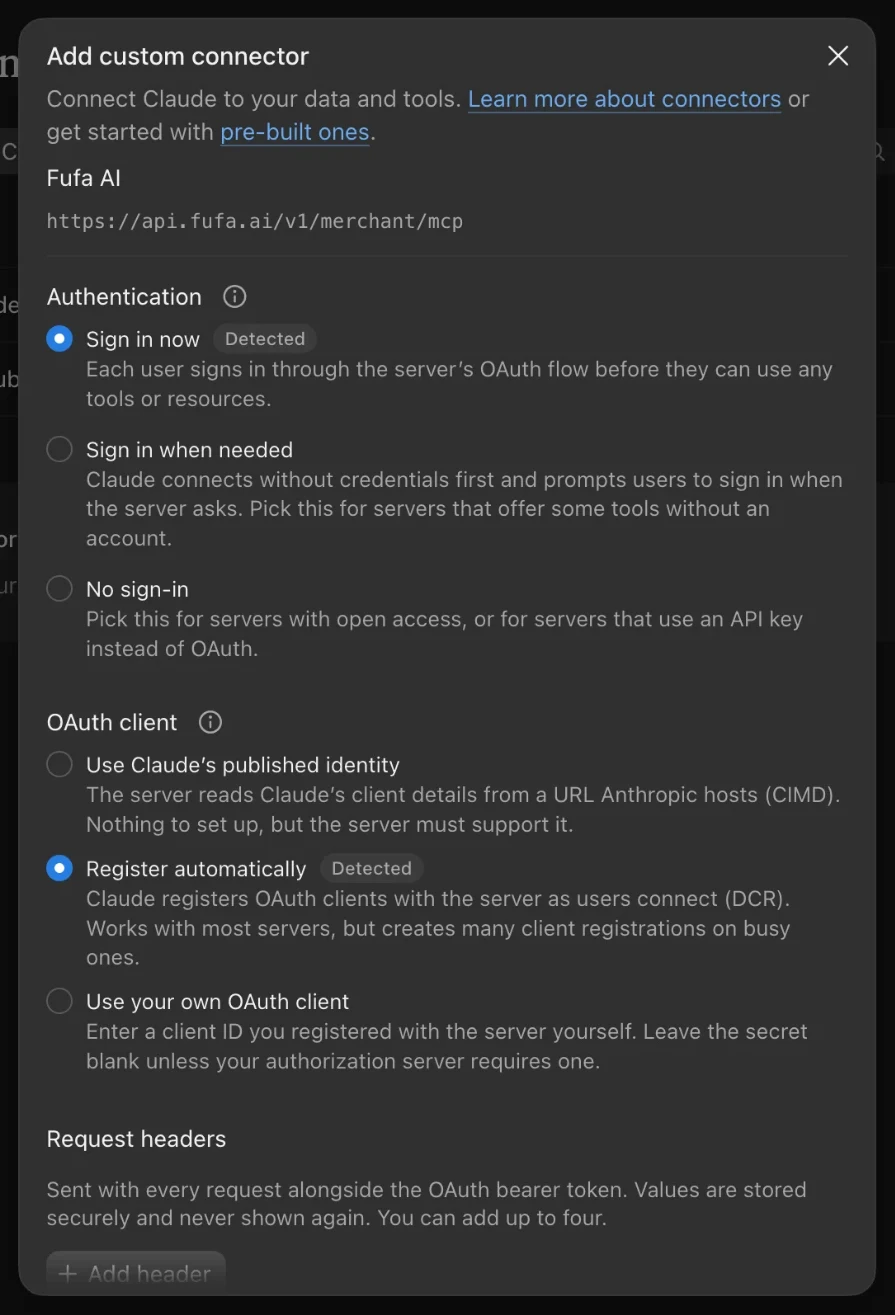 Add custom connector
Connect Claude to your data and tools. Learn more about connectors or
get started with pre-built ones.
Fufa AI
https://api.fufa.ai/v1/merchant/mcp
Authentication
Sign in now Detected
Each user signs in through the server’s OAuth flow before they can use any
tools or resources.
Sign in when needed
Claude connects without credentials first and prompts users to sign in when
the server asks. Pick this for servers that offer some tools without an
account.
No sign-in
Pick this for servers with open access, or for servers that use an API key
instead of OAuth.
OAuth client
Use Claude’s published identity
The server reads Claude’s client details from a URL Anthropic hosts (CIMD).
Nothing to set up, but the server must support it.
Register automatically Detected
Claude registers OAuth clients with the server as users connect (DCR).
Works with most servers, but creates many client registrations on busy
ones.
Use your own OAuth client
Enter a client ID you registered with the server yourself. Leave the secret
blank unless your authorization server requires one.
Request headers
Sent with every request alongside the OAuth bearer token. Values are stored
securely and never shown again. You can add up to four.
+ Add header